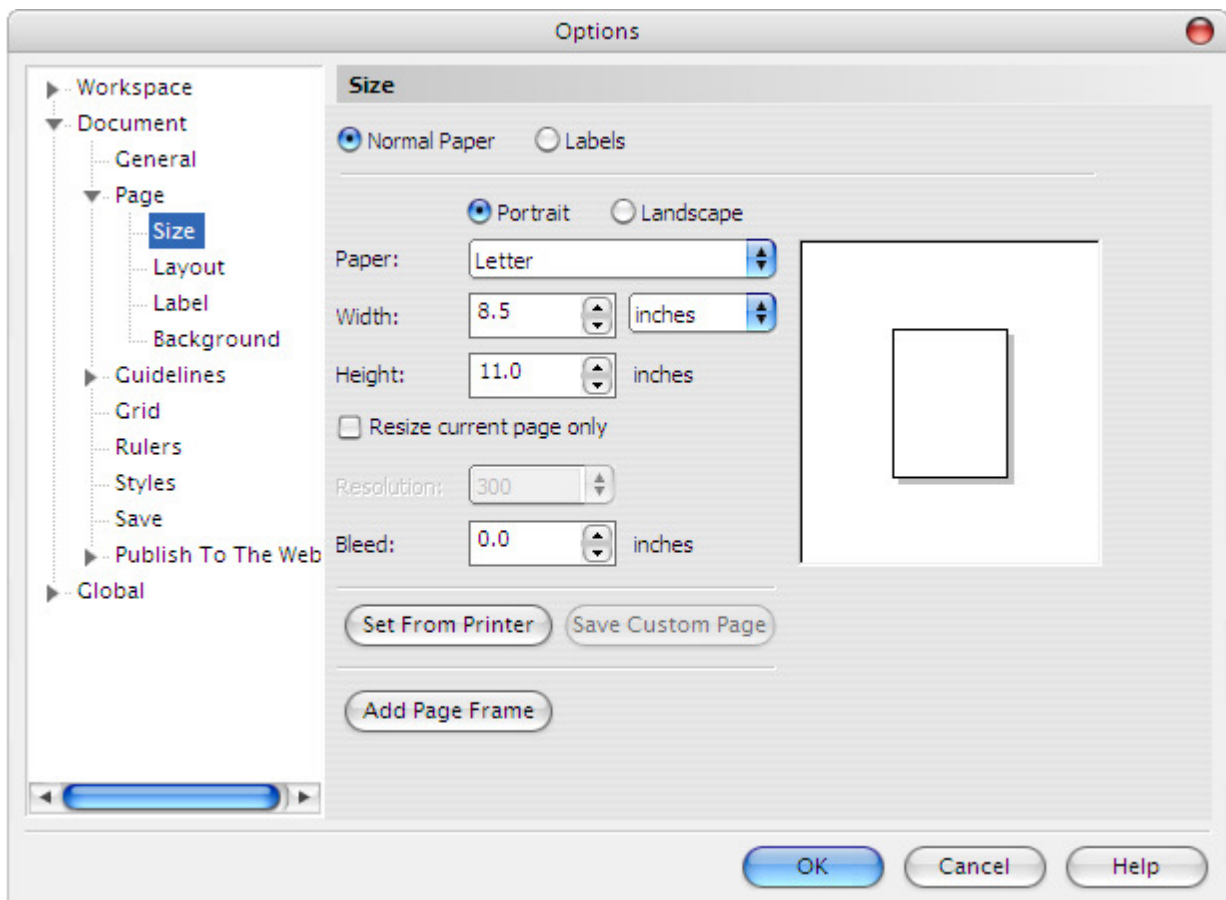 Options
Workspace
Document
General
Page
Size
Layout
Label
Background
Guidelines
Grid
Rulers
Styles
Save
Publish To The Web
Global
Size
Normal Paper Labels
Portrait Landscape
Paper: Letter
Width: 8.5 inches
Height: 11.0 inches
Resize current page only
Resolution: 300
Bleed: 0.0 inches
Set From Printer Save Custom Page
Add Page Frame
OK Cancel Help